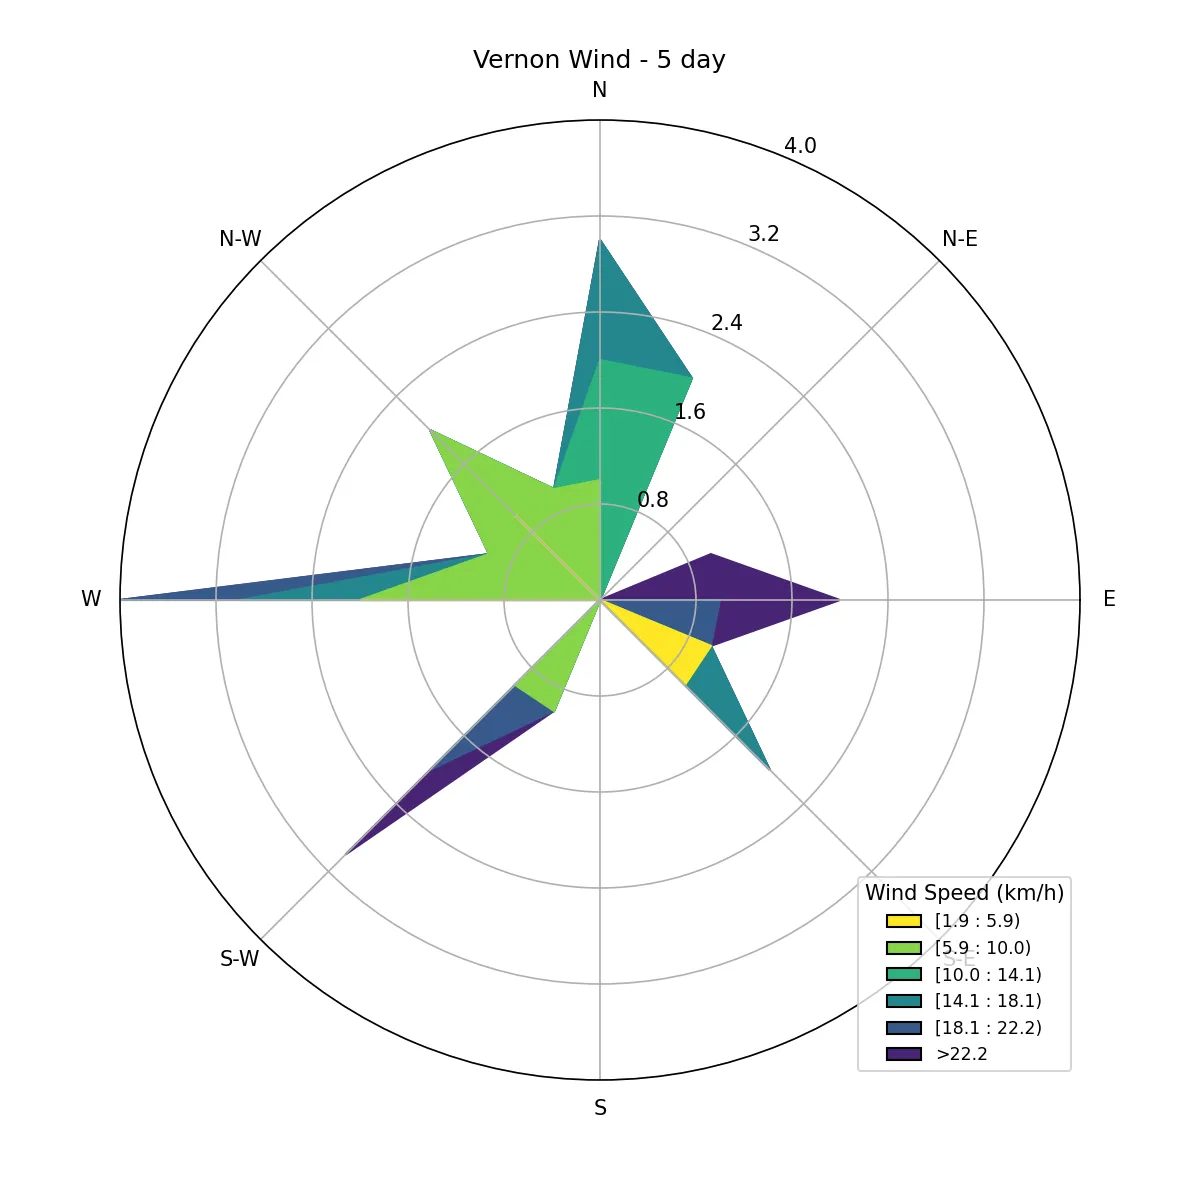 Vernon Wind - 5 day
N
4.0
N-W
3.2
N-E
2.4
1.6
0.8
W
E
S-W
S-E
Wind Speed (km/h)
[1.9 : 5.9)
[5.9 : 10.0)
[10.0 : 14.1)
[14.1 : 18.1)
[18.1 : 22.2)
>22.2
S